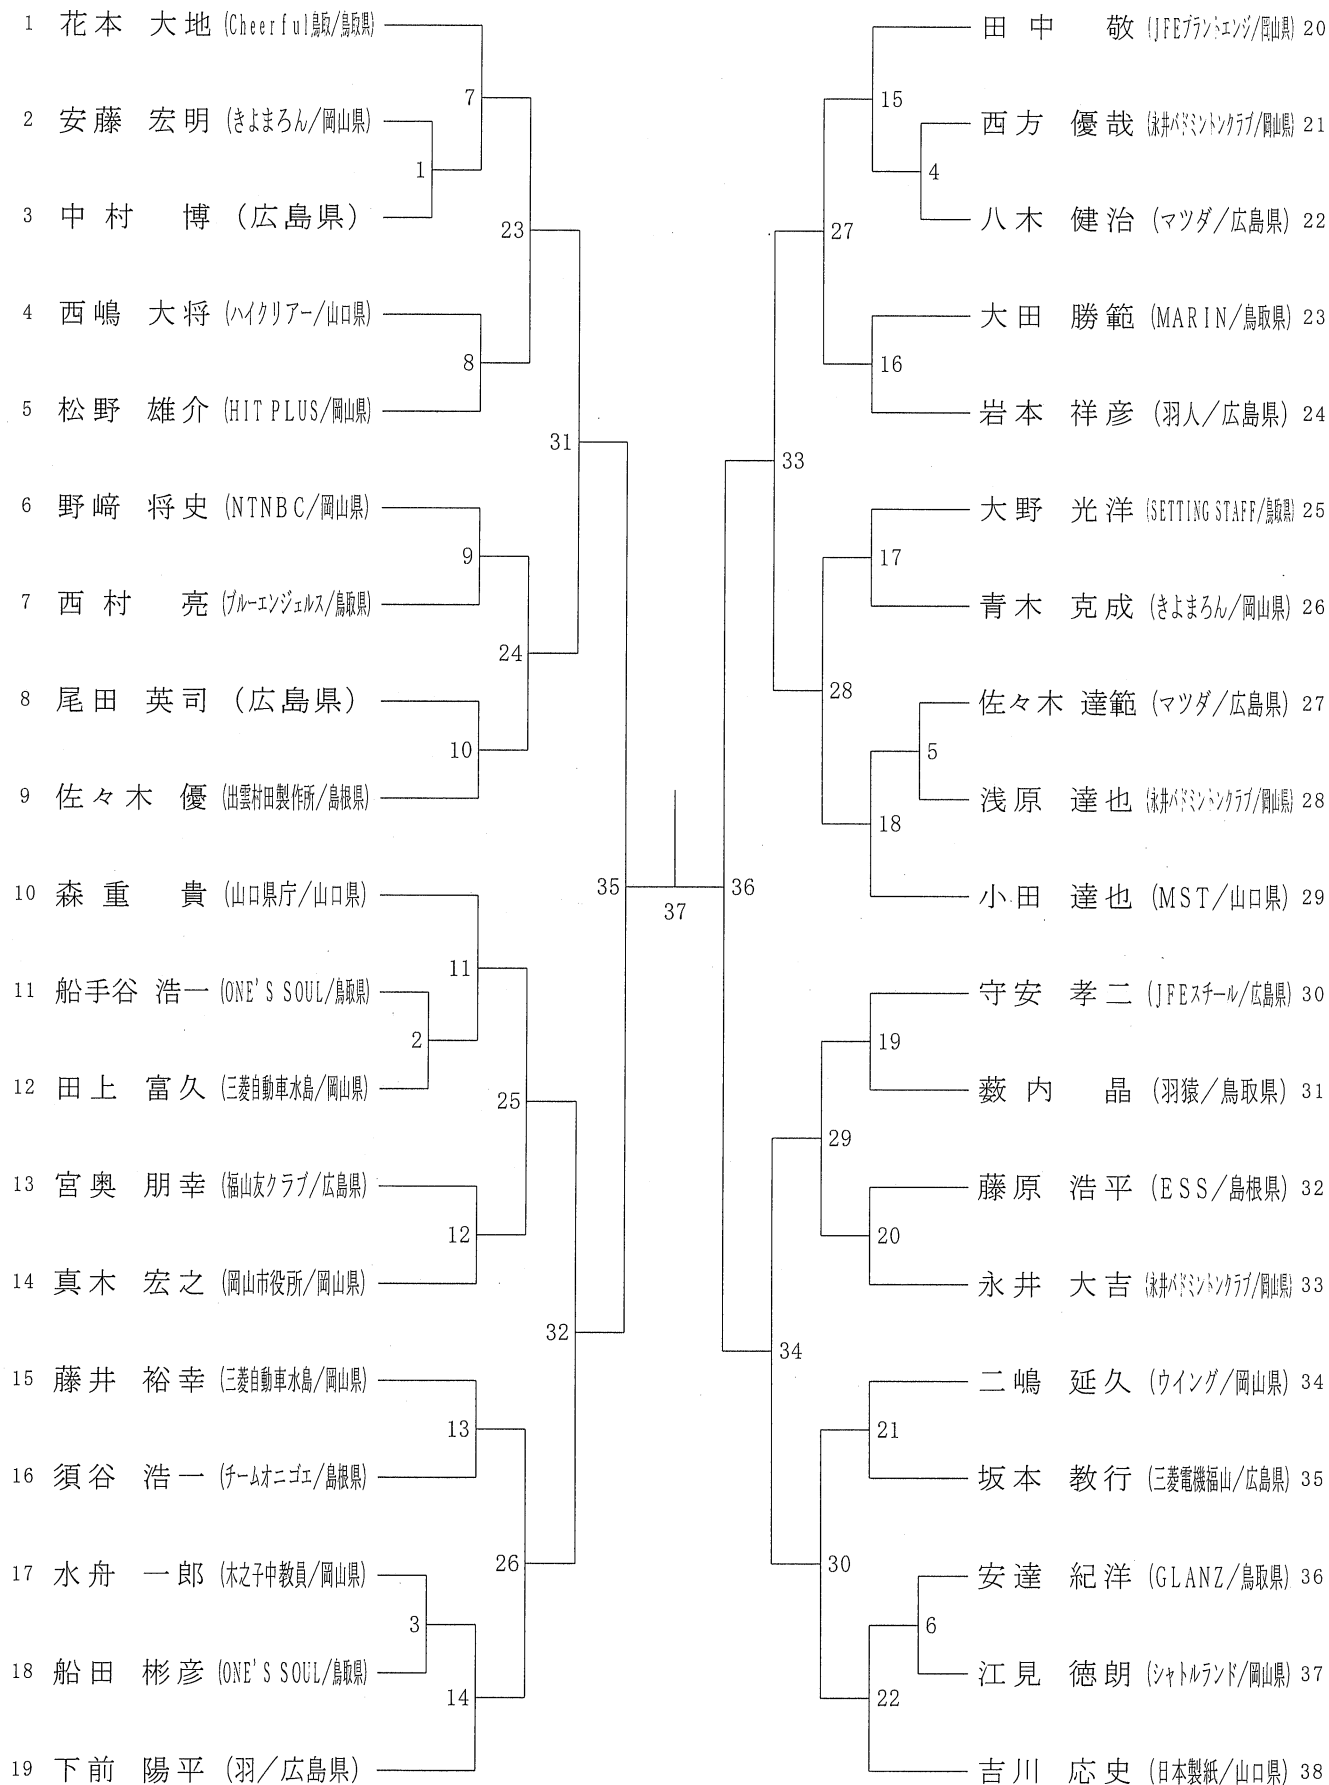 1 花本 大地 (Cheerful鳥取/鳥取県)
2 安藤 宏明 (きよまろん/岡山県)
3 中村 博 (広島県)
4 西嶋 大将 (ハイクリアー/山口県)
5 松野 雄介 (HIT PLUS/岡山県)
6 野﨑 将史 (NTNBC/岡山県)
7 西村 亮 (ブルーエンジェルス/鳥取県)
8 尾田 英司 (広島県)
9 佐々木 優 (出雲村田製作所/島根県)
10 森重 貴 (山口県庁/山口県)
11 船手谷 浩一 (ONE'S SOUL/鳥取県)
12 田上 富久 (三菱自動車水島/岡山県)
13 宮奥 朋幸 (福山友クラブ/広島県)
14 真木 宏之 (岡山市役所/岡山県)
15 藤井 裕幸 (三菱自動車水島/岡山県)
16 須谷 浩一 (チームオニゴエ/島根県)
17 水舟 一郎 (木之子中教員/岡山県)
18 船田 彬彦 (ONE'S SOUL/鳥取県)
19 下前 陽平 (羽/広島県)
7
1
23
8
31
9
24
10
35
11
2
25
12
32
13
26
3
14
37
15
4
27
16
33
17
28
5
18
36
19
29
20
34
21
30
6
22
田中 敬 (JFEプラントエンジ/岡山県) 20
西方 優哉 (永井バドミントンクラブ/岡山県) 21
八木 健治 (マツダ/広島県) 22
大田 勝範 (MARIN/鳥取県) 23
岩本 祥彦 (羽人/広島県) 24
大野 光洋 (SETTING STAFF/鳥取県) 25
青木 克成 (きよまろん/岡山県) 26
佐々木 達範 (マツダ/広島県) 27
浅原 達也 (永井バドミントンクラブ/岡山県) 28
小田 達也 (MST/山口県) 29
守安 孝二 (JFEスチール/広島県) 30
薮内 晶 (羽猿/鳥取県) 31
藤原 浩平 (ESS/島根県) 32
永井 大吉 (永井バドミントンクラブ/岡山県) 33
二嶋 延久 (ウイング/岡山県) 34
坂本 教行 (三菱電機福山/広島県) 35
安達 紀洋 (GLANZ/鳥取県) 36
江見 徳朗 (シャトルランド/岡山県) 37
吉川 応史 (日本製紙/山口県) 38